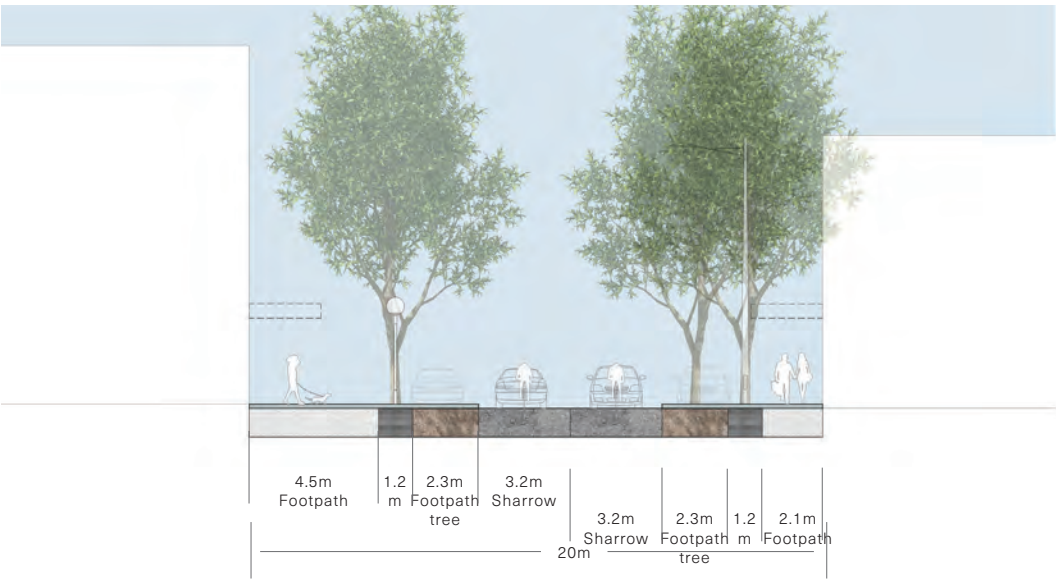 4.5m
Footpath
1.2
m
2.3m
Footpath
tree
3.2m
Sharrow
3.2m
Sharrow
2.3m
Footpath
tree
1.2
m
2.1m
Footpath
20m